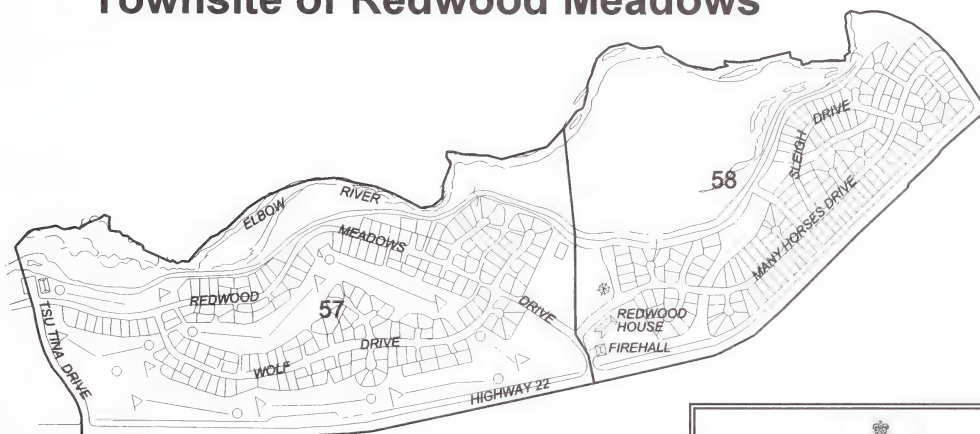 Townsite of Redwood Meadows
SLEIGH DRIVE
58
ELBOW RIVER
MANY HORSES DRIVE
REDWOOD MEADOWS DRIVE
57
TSU TINA DRIVE
WOLF DRIVE
REDWOOD
HOUSE
FIREHALL
HIGHWAY 22